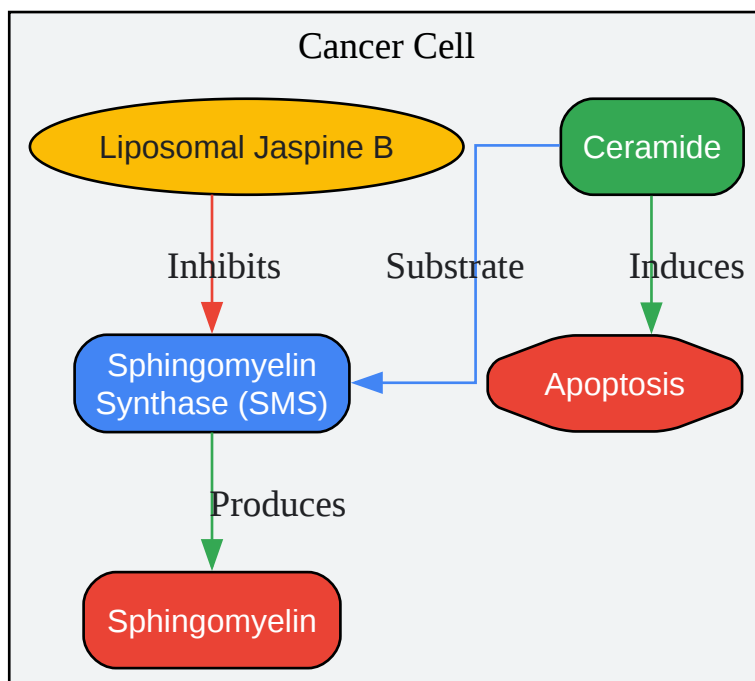 Cancer Cell
Liposomal Jaspine B
Ceramide
Inhibits
Substrate
Induces
Sphingomyelin
Synthase (SMS)
Apoptosis
Produces
Sphingomyelin